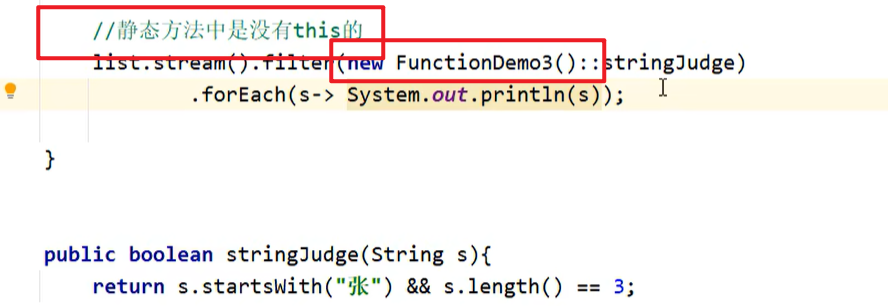 //静态方法中是没有this的
list.stream().filter(new FunctionDemo3()::stringJudge)
.forEach(s-> System.out.println(s));
}
public boolean stringJudge(String s){
return s.startsWith("张") && s.length() == 3;